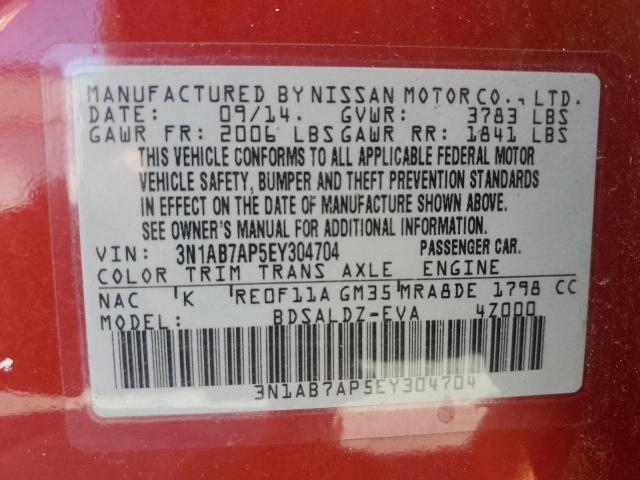 MANUFACTURED BY NISSAN MOTOR CO., LTD.
DATE: 09/14. GVWR: 3783 LBS
GAWR FR: 2006 LBS GAWR RR: 1841 LBS
THIS VEHICLE CONFORMS TO ALL APPLICABLE FEDERAL MOTOR
VEHICLE SAFETY, BUMPER AND THEFT PREVENTION STANDARDS
IN EFFECT ON THE DATE OF MANUFACTURE SHOWN ABOVE.
SEE OWNER'S MANUAL FOR ADDITIONAL INFORMATION.
VIN: 3N1AB7AP5EY304704 PASSENGER CAR.
COLOR TRIM TRANS AXLE ENGINE
NAC K RE0F11A GM35 MRA8DE 1798 CC
BDSALDZ-EVA 4Z000
3N1AB7AP5EY304704